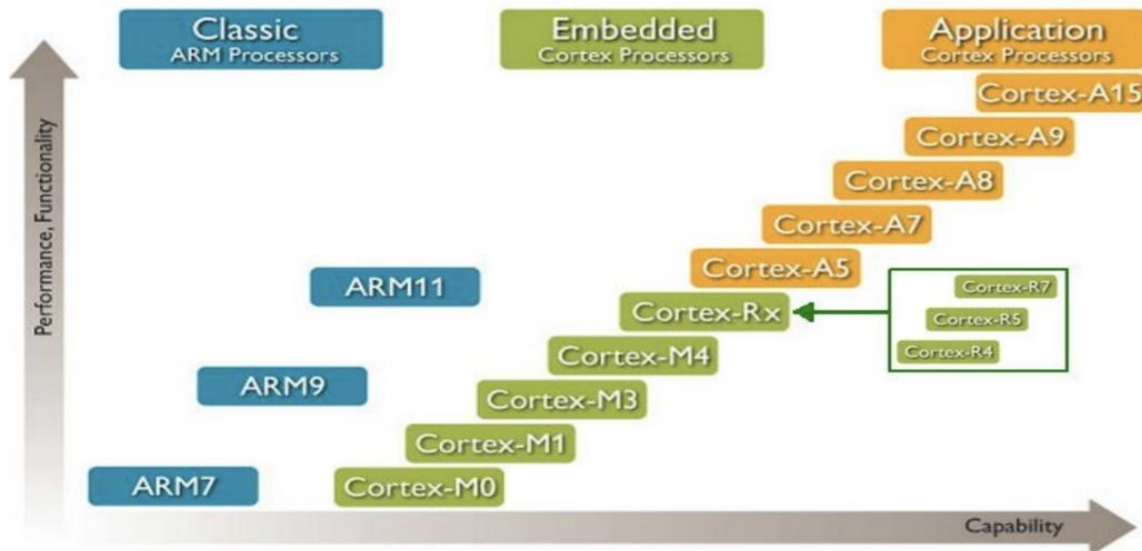 Classic
ARM Processors
Embedded
Cortex Processors
Application
Cortex Processors
Cortex-A15
Cortex-A9
Cortex-A8
Cortex-A7
Cortex-A5
ARM11
Cortex-Rx
Cortex-R7
Cortex-R5
Cortex-R4
Cortex-M4
ARM9
Cortex-M3
Cortex-M1
ARM7
Cortex-M0
Performance, Functionality
Capability